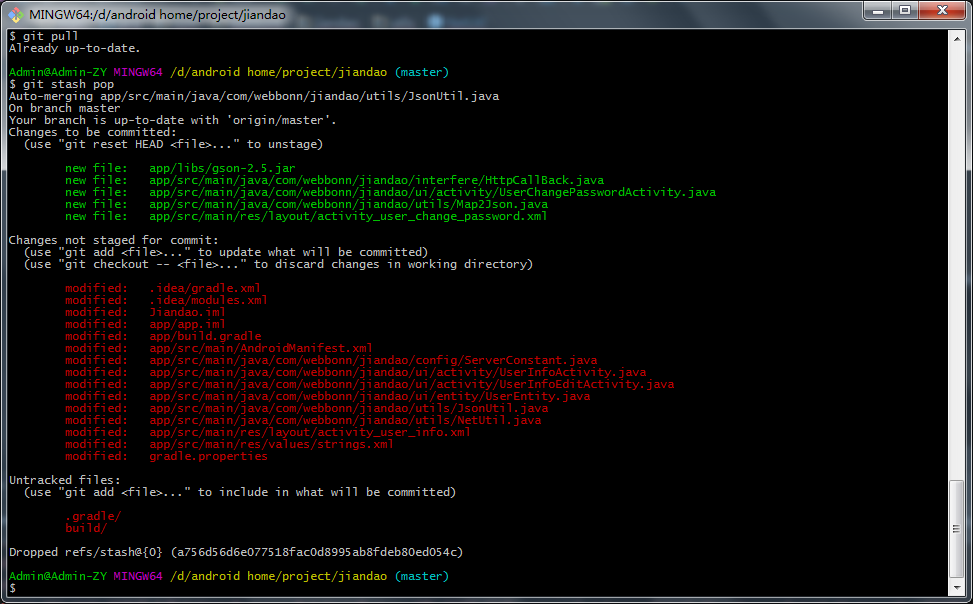 MINGW64:/d/android home/project/jiandao
$ git pull
Already up-to-date.
Admin@Admin-ZY MINGW64 /d/android home/project/jiandao (master)
$ git stash pop
Auto-merging app/src/main/java/com/webbonn/jiandao/utils/JsonUtil.java
On branch master
Your branch is up-to-date with 'origin/master'.
Changes to be committed:
  (use "git reset HEAD <file>..." to unstage)
        new file:   app/libs/gson-2.5.jar
        new file:   app/src/main/java/com/webbonn/jiandao/interfere/HttpCallBack.java
        new file:   app/src/main/java/com/webbonn/jiandao/ui/activity/UserChangePasswordActivity.java
        new file:   app/src/main/java/com/webbonn/jiandao/utils/Map2Json.java
        new file:   app/src/main/res/layout/activity_user_change_password.xml
Changes not staged for commit:
  (use "git add <file>..." to update what will be committed)
  (use "git checkout -- <file>..." to discard changes in working directory)
        modified:   .idea/gradle.xml
        modified:   .idea/modules.xml
        modified:   Jiandao.iml
        modified:   app/app.iml
        modified:   app/build.gradle
        modified:   app/src/main/AndroidManifest.xml
        modified:   app/src/main/java/com/webbonn/jiandao/config/ServerConstant.java
        modified:   app/src/main/java/com/webbonn/jiandao/ui/activity/UserInfoActivity.java
        modified:   app/src/main/java/com/webbonn/jiandao/ui/activity/UserInfoEditActivity.java
        modified:   app/src/main/java/com/webbonn/jiandao/ui/entity/UserEntity.java
        modified:   app/src/main/java/com/webbonn/jiandao/utils/JsonUtil.java
        modified:   app/src/main/java/com/webbonn/jiandao/utils/NetUtil.java
        modified:   app/src/main/res/layout/activity_user_info.xml
        modified:   app/src/main/res/values/strings.xml
        modified:   gradle.properties
Untracked files:
  (use "git add <file>..." to include in what will be committed)
        .gradle/
        build/
Dropped refs/stash@{0} (a756d56d6e077518fac0d8995ab8fdeb80ed054c)
Admin@Admin-ZY MINGW64 /d/android home/project/jiandao (master)
$